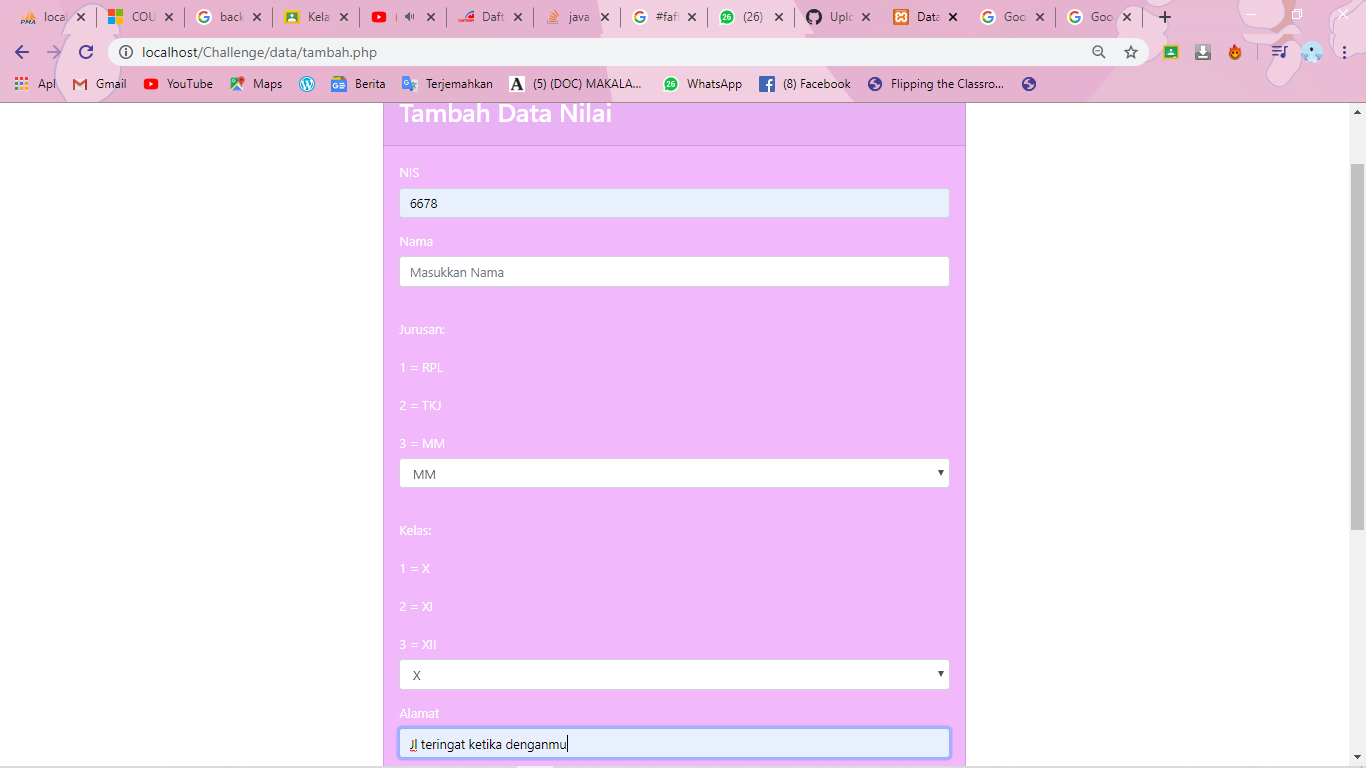 local
COU
back
Kela
Daft
java
#faff
(26)
Uplo
Data
Goo
Goo
localhost/Challenge/data/tambah.php
Apl
Gmail
YouTube
Maps
Berita
Terjemahkan
(5) (DOC) MAKALA...
WhatsApp
(8) Facebook
Flipping the Classro...
Tambah Data Nilai
NIS
6678
Nama
Masukkan Nama
Jurusan:
1 = RPL
2 = TKJ
3 = MM
MM
Kelas:
1 = X
2 = XI
3 = XII
X
Alamat
Jl teringat ketika denganmu